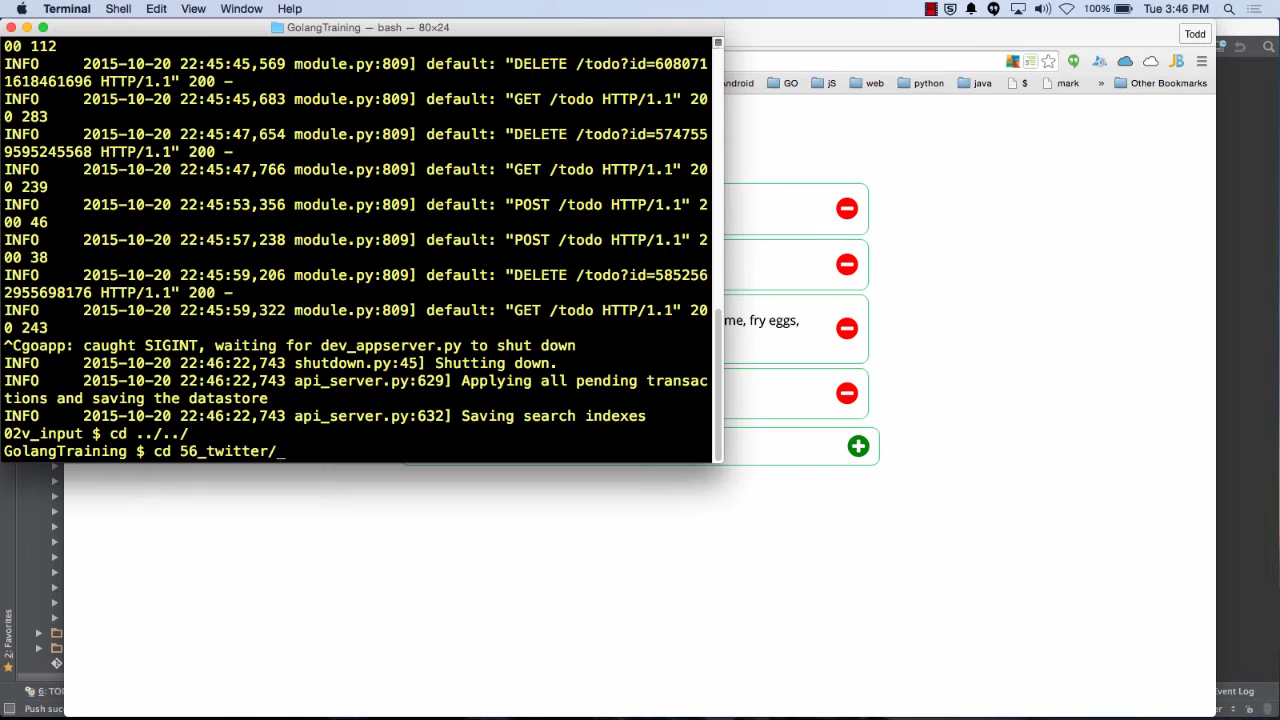 Terminal Shell Edit View Window Help 100% Tue 3:46 PM
GolangTraining — bash — 80×24
Todd
00 112
INFO 2015-10-20 22:45:45,569 module.py:809] default: "DELETE /todo?id=608071
1618461696 HTTP/1.1" 200 -
INFO 2015-10-20 22:45:45,683 module.py:809] default: "GET /todo HTTP/1.1" 20
0 283
INFO 2015-10-20 22:45:47,654 module.py:809] default: "DELETE /todo?id=574755
9595245568 HTTP/1.1" 200 -
INFO 2015-10-20 22:45:47,766 module.py:809] default: "GET /todo HTTP/1.1" 20
0 239
INFO 2015-10-20 22:45:53,356 module.py:809] default: "POST /todo HTTP/1.1" 2
00 46
INFO 2015-10-20 22:45:57,238 module.py:809] default: "POST /todo HTTP/1.1" 2
00 38
INFO 2015-10-20 22:45:59,206 module.py:809] default: "DELETE /todo?id=585256
2955698176 HTTP/1.1" 200 -
INFO 2015-10-20 22:45:59,322 module.py:809] default: "GET /todo HTTP/1.1" 20
0 243
^Cgoapp: caught SIGINT, waiting for dev_appserver.py to shut down
INFO 2015-10-20 22:46:22,743 shutdown.py:45] Shutting down.
INFO 2015-10-20 22:46:22,743 api_server.py:629] Applying all pending transac
tions and saving the datastore
INFO 2015-10-20 22:46:22,743 api_server.py:632] Saving search indexes
02v_input $ cd ../../
GolangTraining $ cd 56_twitter/_
JB
ndroid GO jS web python java $ mark » Other Bookmarks
me, fry eggs,
2: Favorites
6: TO
Event Log
Push suc